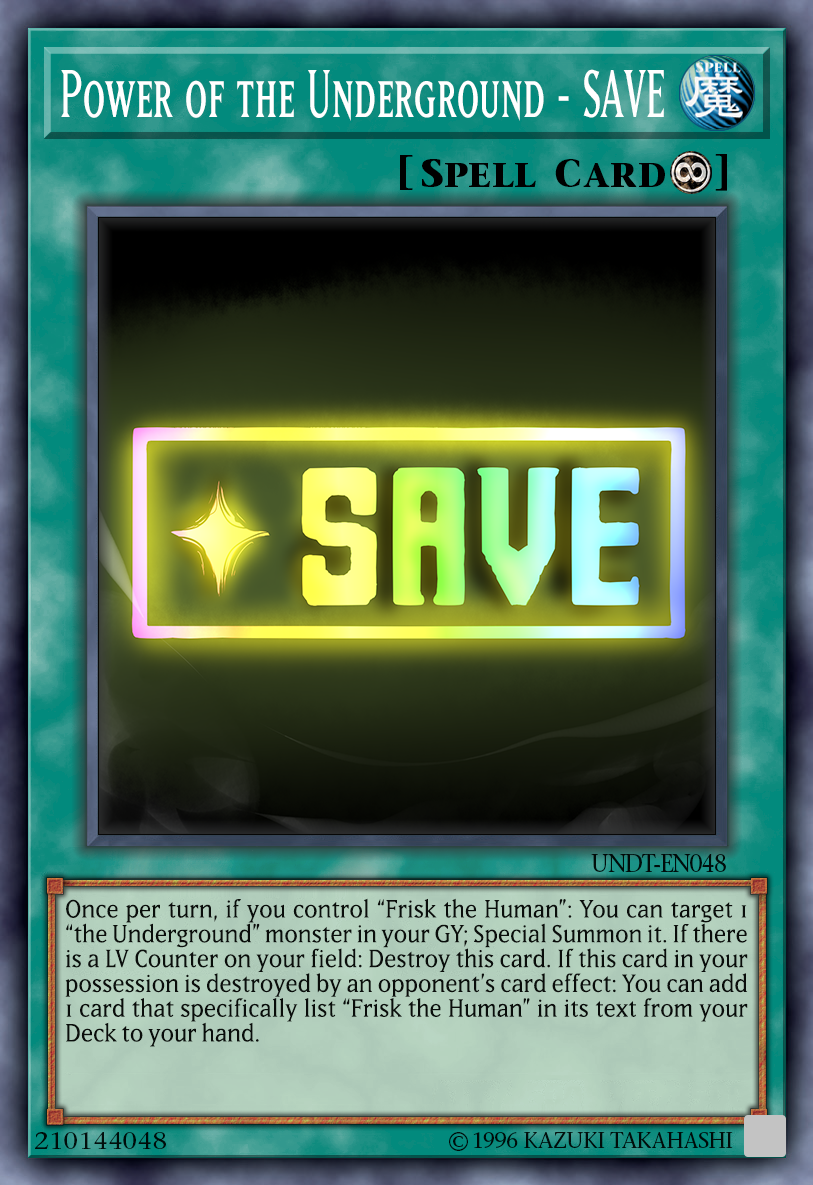 Power of the Underground - SAVE
SPELL
魔
[Spell Card∞]
SAVE
UNDT-EN048
Once per turn, if you control “Frisk the Human”: You can target 1
“the Underground” monster in your GY; Special Summon it. If there
is a LV Counter on your field: Destroy this card. If this card in your
possession is destroyed by an opponent’s card effect: You can add
1 card that specifically list “Frisk the Human” in its text from your
Deck to your hand.
210144048
© 1996 KAZUKI TAKAHASHI